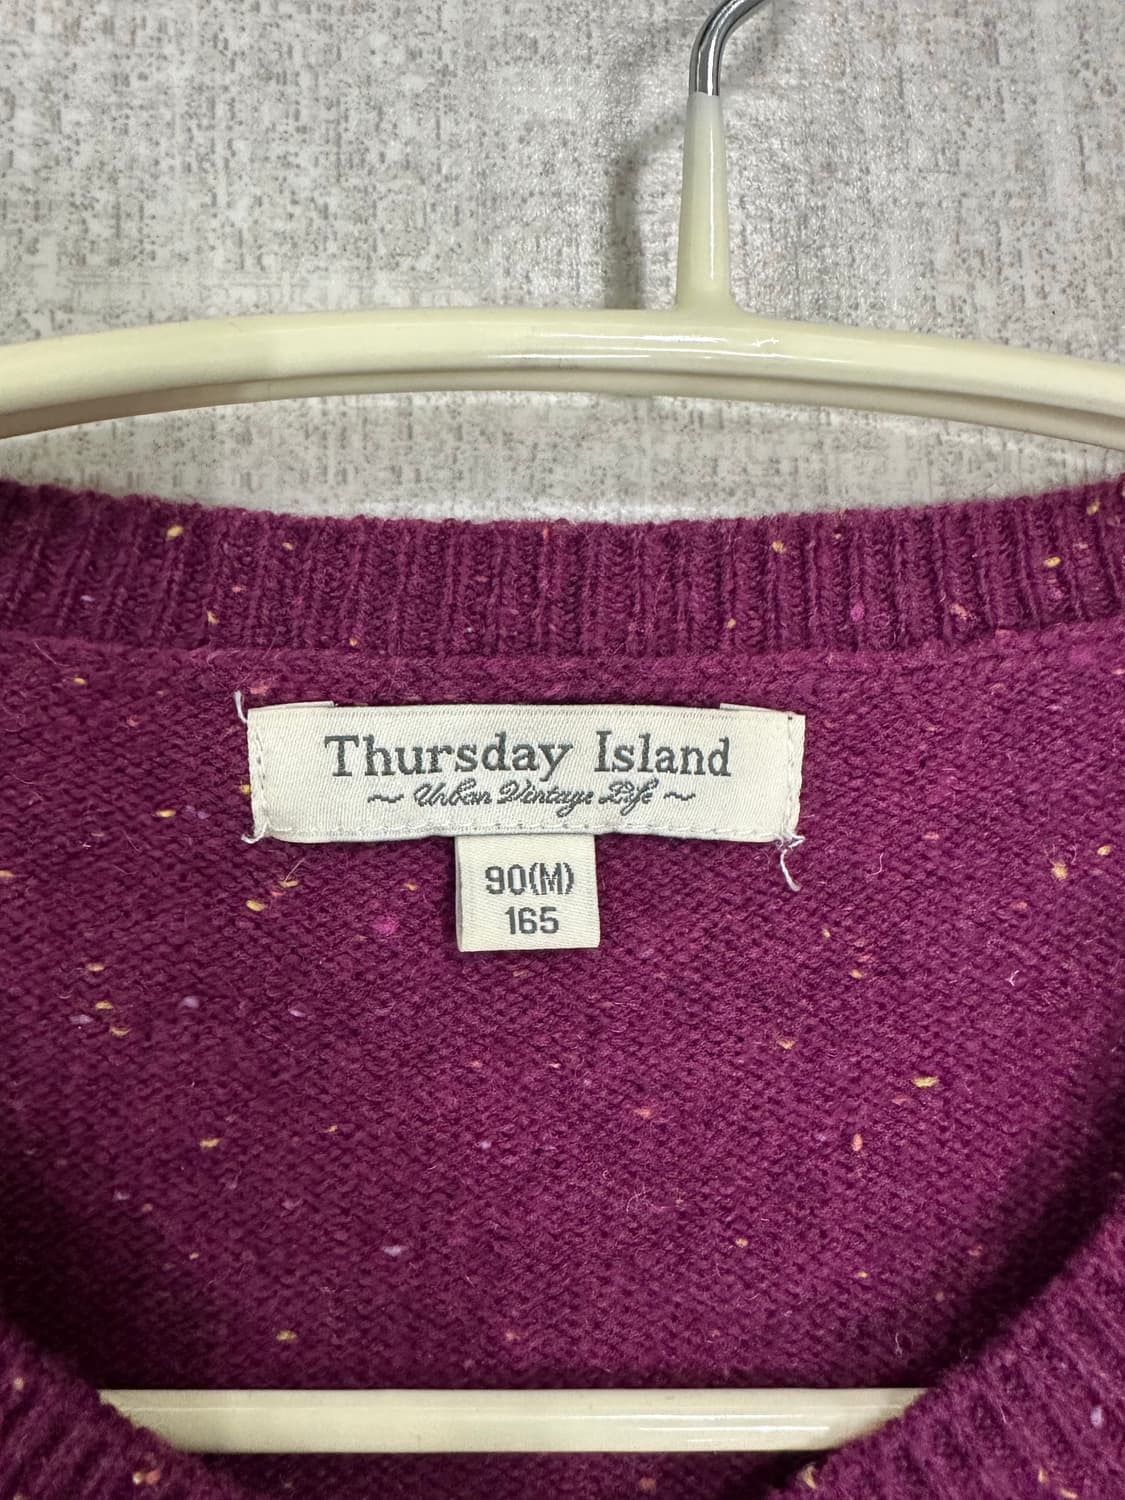 Thursday Island
~ Urban Vintage Life ~
90(M)
165